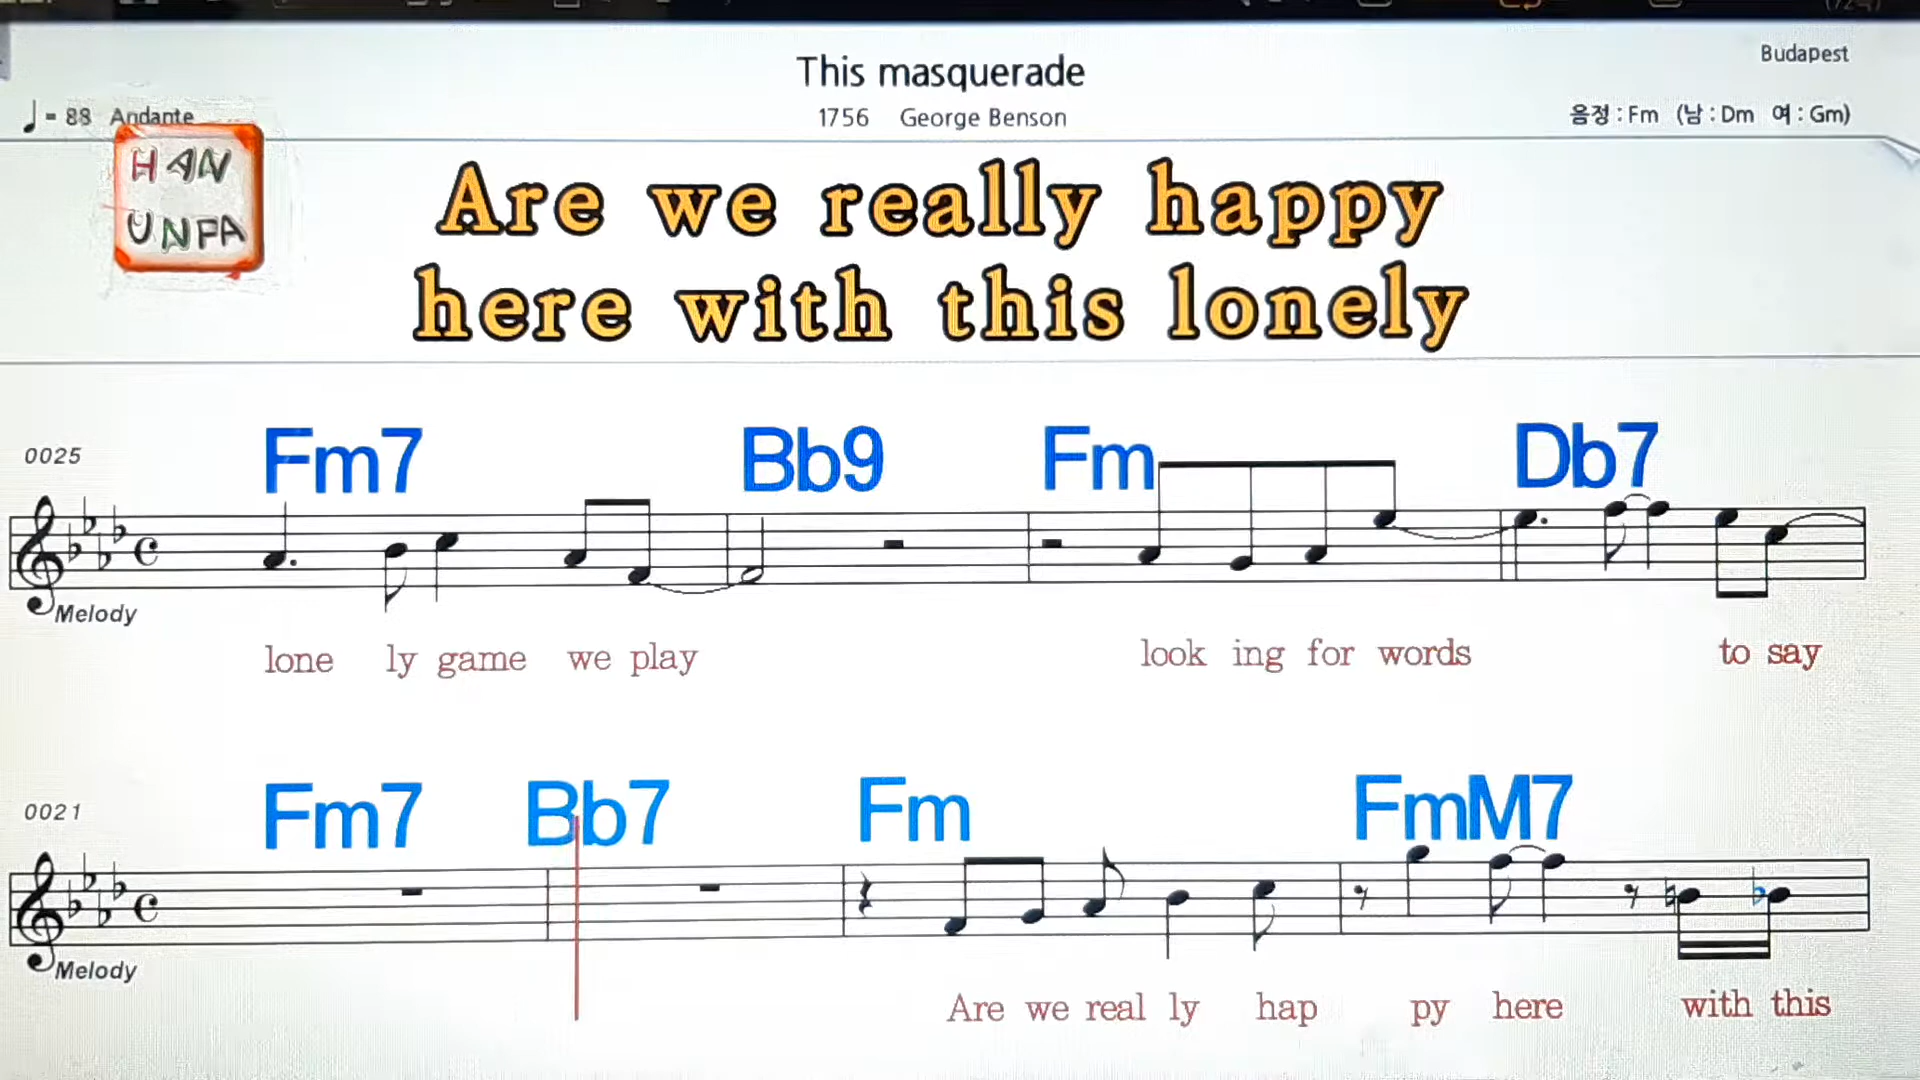 This masquerade
Budapest
= 88 Andante
1756 George Benson
음정 : Fm (남 : Dm 여 : Gm)
HAN
UNPA
Are we really happy
here with this lonely
0025
Fm7 Bb9 Fm Db7
Melody
lone ly game we play look ing for words to say
0021
Fm7 Bb7 Fm FmM7
Melody
Are we real ly hap py here with this